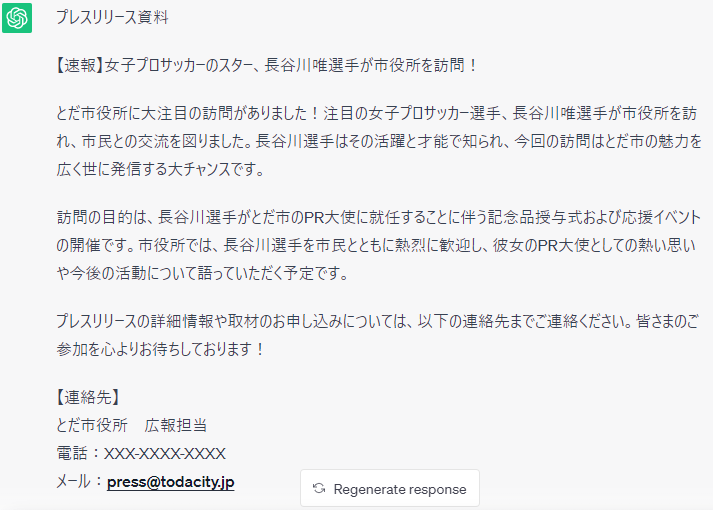 プレスリリース資料
【速報】女子プロサッカーのスター、長谷川唯選手が市役所を訪問！
とだ市役所に大注目の訪問がありました！注目の女子プロサッカー選手、長谷川唯選手が市役所を訪
れ、市民との交流を図りました。長谷川選手はその活躍と才能で知られ、今回の訪問はとだ市の魅力を
広く世に発信する大チャンスです。
訪問の目的は、長谷川選手がとだ市のPR大使に就任することに伴う記念品授与式および応援イベント
の開催です。市役所では、長谷川選手を市民とともに熱烈に歓迎し、彼女のPR大使としての熱い思い
や今後の活動について語っていただく予定です。
プレスリリースの詳細情報や取材のお申し込みについては、以下の連絡先までご連絡ください。皆さまのご
参加を心よりお待ちしております！
【連絡先】
とだ市役所　広報担当
電話：XXX-XXXX-XXXX
メール：press@todacity.jp
Regenerate response